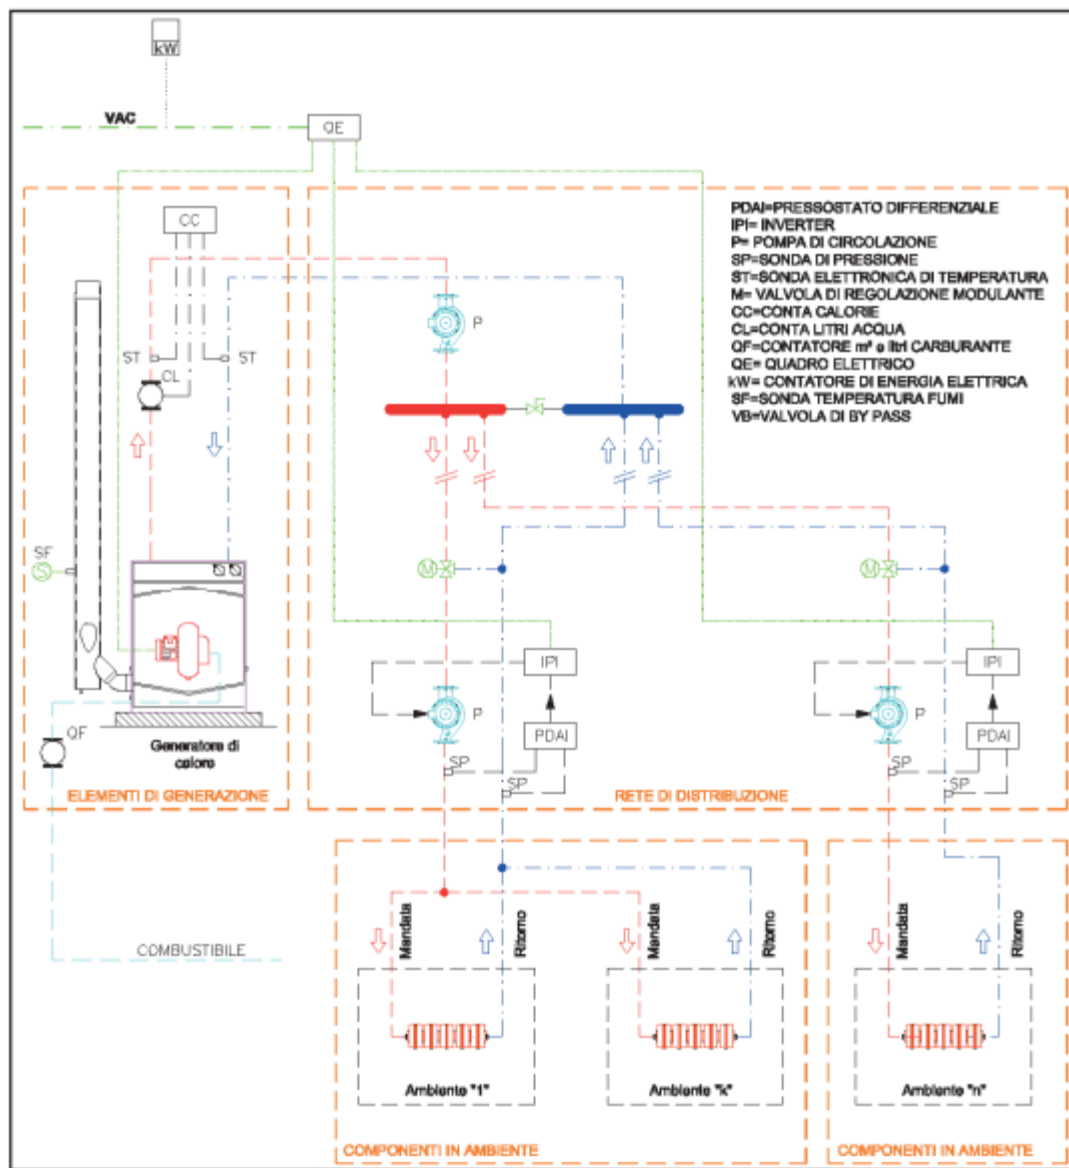 kW
VAC
QE
PDAI=PRESSOSTATO DIFFERENZIALE
IPI= INVERTER
P= POMPA DI CIRCOLAZIONE
SP=SONDA DI PRESSIONE
ST=SONDA ELETTRONICA DI TEMPERATURA
M= VALVOLA DI REGOLAZIONE MODULANTE
CC=CONTA CALORIE
CL=CONTA LITRI ACQUA
QF=CONTATORE m³ e litri CARBURANTE
QE= QUADRO ELETTRICO
kW= CONTATORE DI ENERGIA ELETTRICA
SF=SONDA TEMPERATURA FUMI
VB=VALVOLA DI BY PASS
CC
P
ST
ST
CL
SF
S
M
M
IPI
IPI
P
P
PDAI
PDAI
QF
Generatore di
calore
SP
SP
SP
SP
ELEMENTI DI GENERAZIONE
RETE DI DISTRIBUZIONE
Mandata
Ritorno
Mandata
Ritorno
Mandata
Ritorno
COMBUSTIBILE
Ambiente "1"
Ambiente "k"
Ambiente "n"
COMPONENTI IN AMBIENTE
COMPONENTI IN AMBIENTE